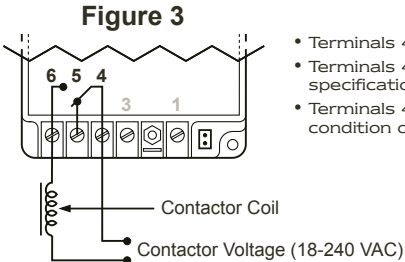 Figure 3
• Terminals 4
• Terminals 4
specificatio
• Terminals 4
condition o
6 5 4
3 1
Contactor Coil
Contactor Voltage (18-240 VAC)